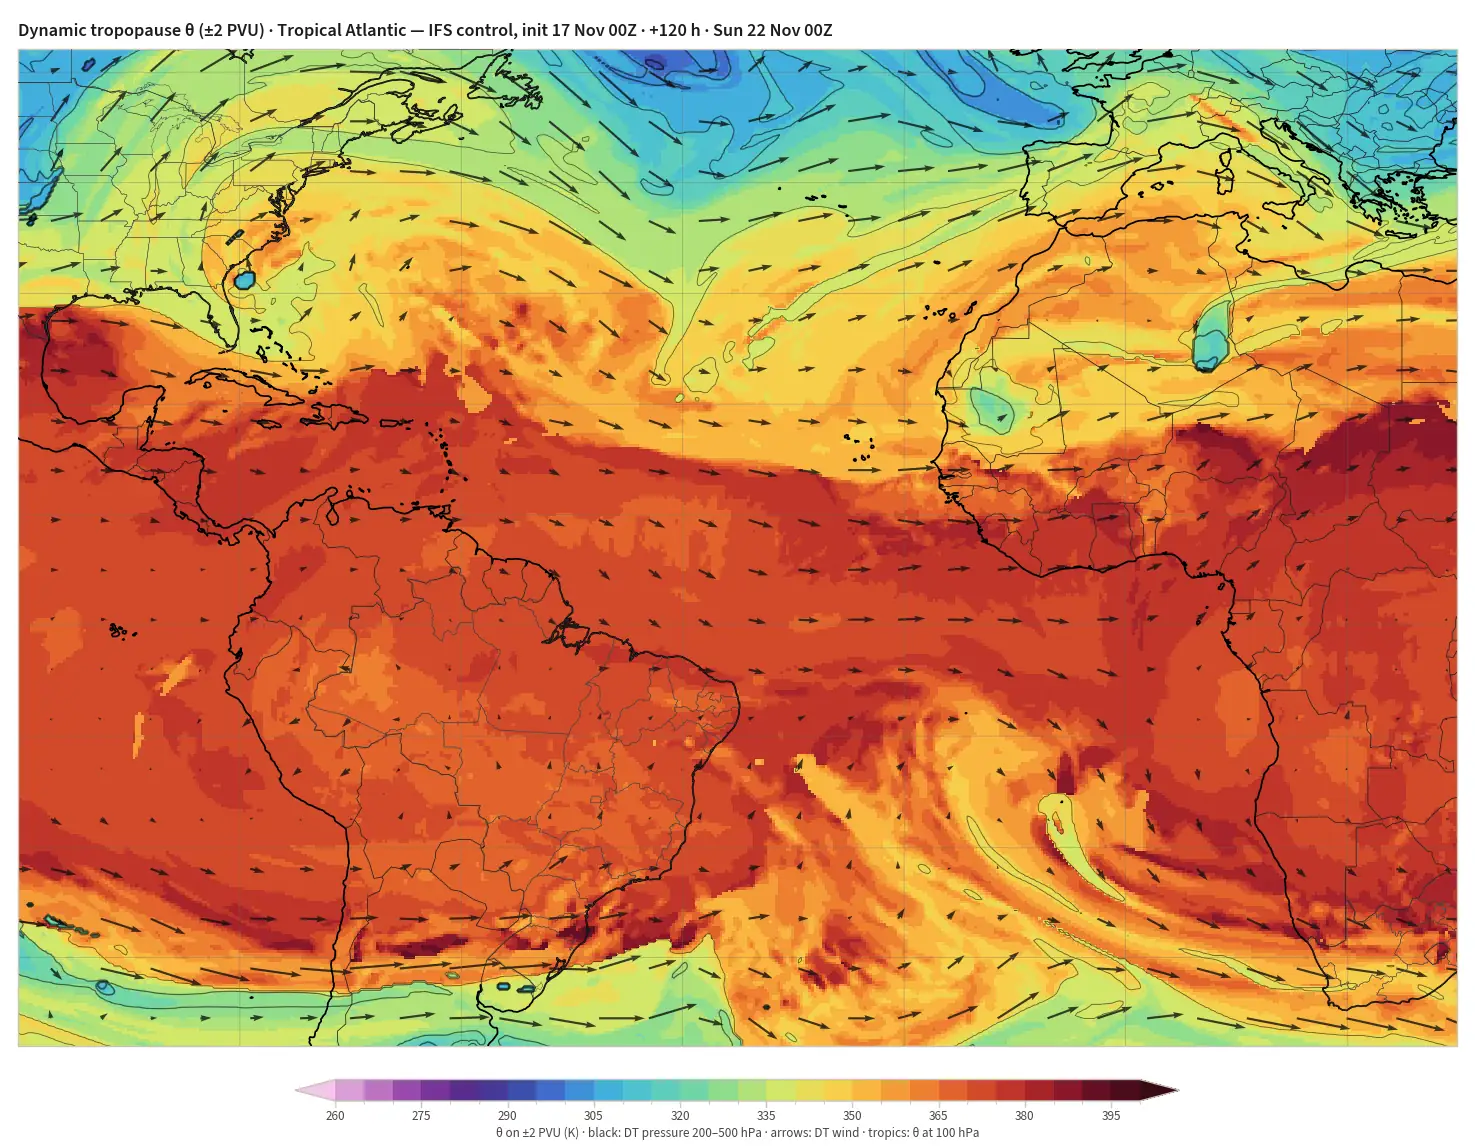 Dynamic tropopause θ (±2 PVU) · Tropical Atlantic — IFS control, init 17 Nov 00Z · +120 h · Sun 22 Nov 00Z
260 275 290 305 320 335 350 365 380 395
θ on ±2 PVU (K) · black: DT pressure 200–500 hPa · arrows: DT wind · tropics: θ at 100 hPa